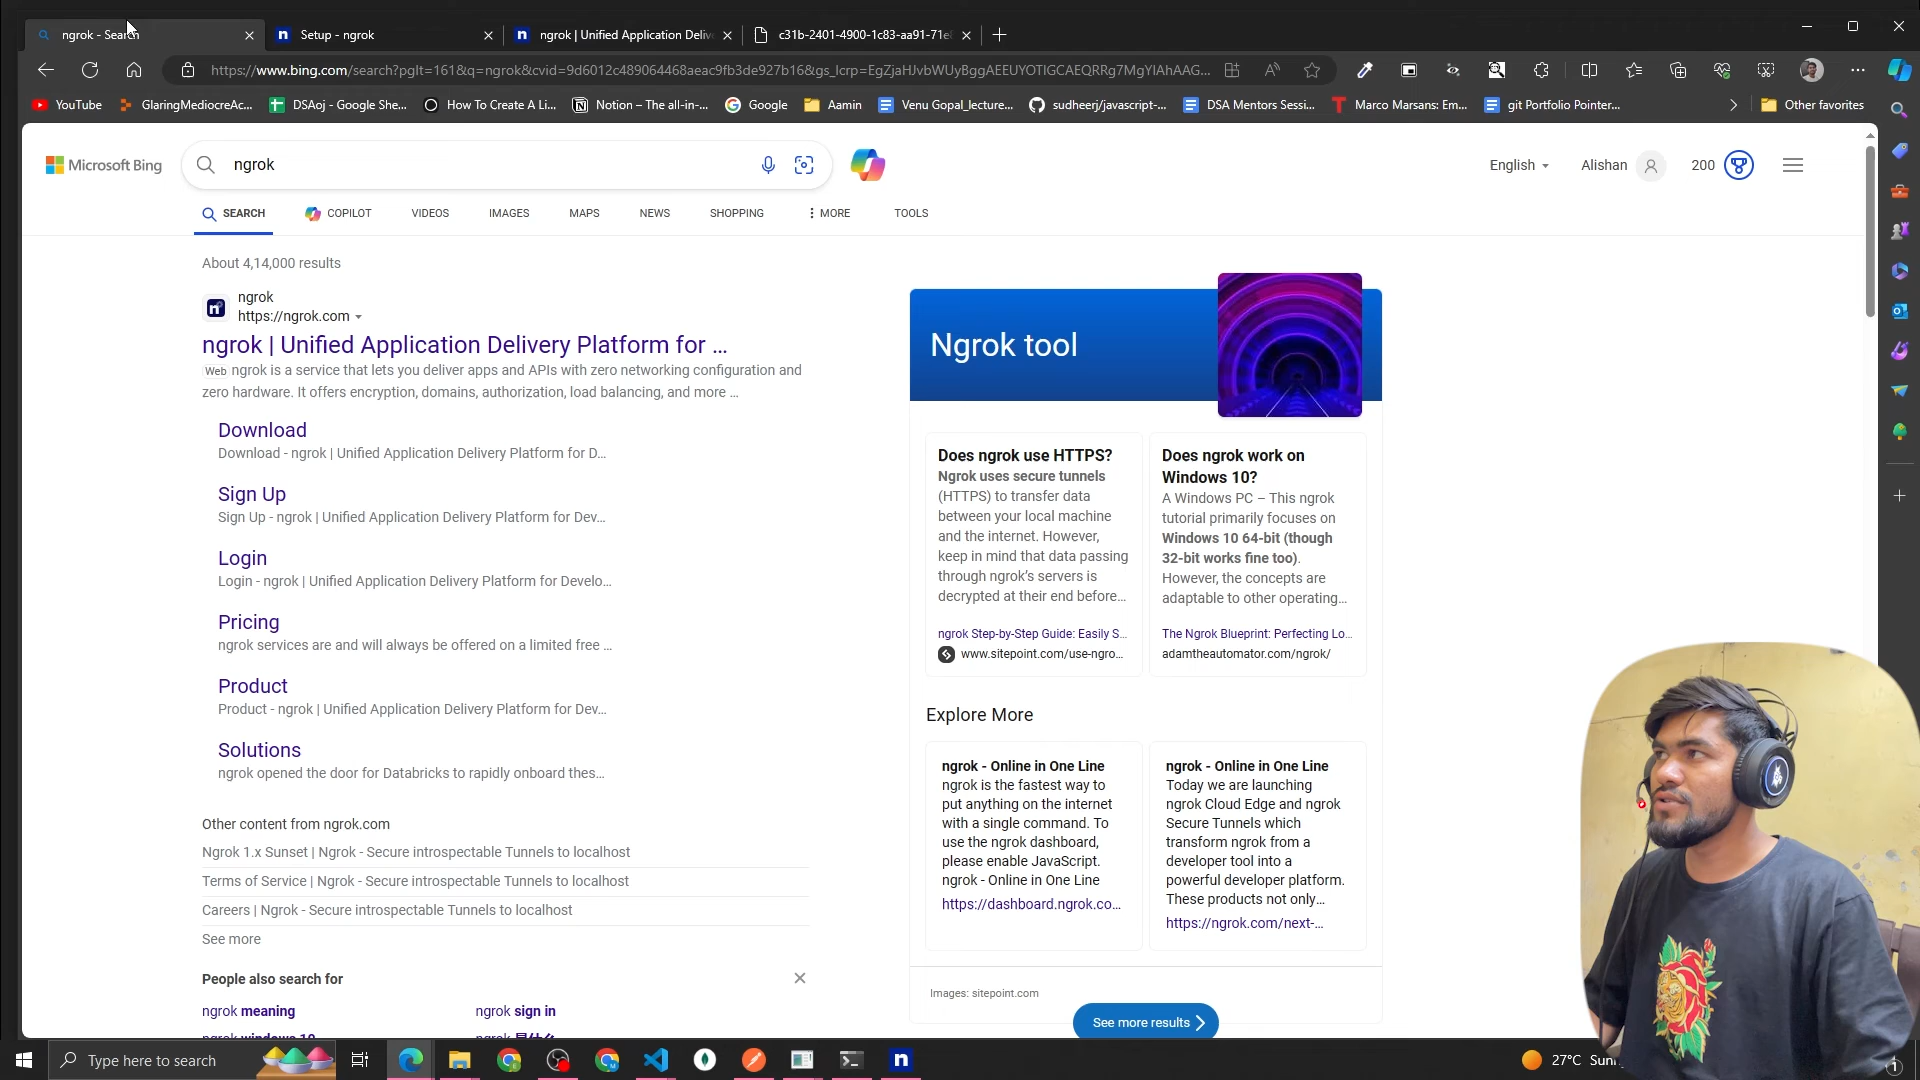 ngrok - Search
Setup - ngrok
ngrok | Unified Application Deliv
c31b-2401-4900-1c83-aa91-71e
https://www.bing.com/search?pglt=161&q=ngrok&cvid=9d6012c489064468aeac9fb3de927b16&gs_lcrp=EgZjaHJvbWUyBggAEEUYOTIGCAEQRRg7MgYIAhAAG...
YouTube
GlaringMediocreAc...
DSAoj - Google She...
How To Create A Li...
Notion – The all-in-...
Google
Aamin
Venu Gopal_lecture...
sudheerj/javascript-...
DSA Mentors Sessi...
Marco Marsans: Em...
git Portfolio Pointer...
Other favorites
Microsoft Bing
ngrok
English
Alishan
200
SEARCH
COPILOT
VIDEOS
IMAGES
MAPS
NEWS
SHOPPING
MORE
TOOLS
About 4,14,000 results
ngrok
https://ngrok.com
ngrok | Unified Application Delivery Platform for ...
Web ngrok is a service that lets you deliver apps and APIs with zero networking configuration and
zero hardware. It offers encryption, domains, authorization, load balancing, and more ...
Download
Download - ngrok | Unified Application Delivery Platform for D...
Sign Up
Sign Up - ngrok | Unified Application Delivery Platform for Dev...
Login
Login - ngrok | Unified Application Delivery Platform for Develo...
Pricing
ngrok services are and will always be offered on a limited free ...
Product
Product - ngrok | Unified Application Delivery Platform for Dev...
Solutions
ngrok opened the door for Databricks to rapidly onboard thes...
Other content from ngrok.com
Ngrok 1.x Sunset | Ngrok - Secure introspectable Tunnels to localhost
Terms of Service | Ngrok - Secure introspectable Tunnels to localhost
Careers | Ngrok - Secure introspectable Tunnels to localhost
See more
People also search for
ngrok meaning
ngrok sign in
ngrok windows 10
Ngrok tool
Does ngrok use HTTPS?
Ngrok uses secure tunnels
(HTTPS) to transfer data
between your local machine
and the internet. However,
keep in mind that data passing
through ngrok's servers is
decrypted at their end before...
ngrok Step-by-Step Guide: Easily S...
www.sitepoint.com/use-ngro...
Does ngrok work on
Windows 10?
A Windows PC – This ngrok
tutorial primarily focuses on
Windows 10 64-bit (though
32-bit works fine too).
However, the concepts are
adaptable to other operating...
The Ngrok Blueprint: Perfecting Lo...
adamtheautomator.com/ngrok/
Explore More
ngrok - Online in One Line
ngrok is the fastest way to
put anything on the internet
with a single command. To
use the ngrok dashboard,
please enable JavaScript.
ngrok - Online in One Line
https://dashboard.ngrok.co...
ngrok - Online in One Line
Today we are launching
ngrok Cloud Edge and ngrok
Secure Tunnels which
transform ngrok from a
developer tool into a
powerful developer platform.
These products not only...
https://ngrok.com/next-...
Images: sitepoint.com
See more results
Type here to search
27°C Sunny
1